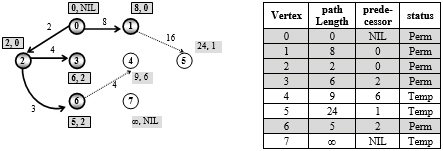 0, NIL
8, 0
2
0
8
1
2, 0
16
2
4
3
4
5
24, 1
6, 2
9, 6
3
6
4
7
5, 2
∞, NIL
Vertex path Length prede- cessor status
0 0 NIL Perm
1 8 0 Perm
2 2 0 Perm
3 6 2 Perm
4 9 6 Temp
5 24 1 Temp
6 5 2 Perm
7 ∞ NIL Temp